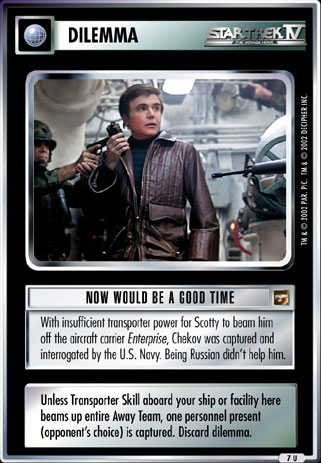 DILEMMA
STAR TREK IV
THE VOYAGE HOME
TM & © 2002 PAR. P.C. TM & © 2002 DECIPHER INC.
NOW WOULD BE A GOOD TIME
With insufficient transporter power for Scotty to beam him
off the aircraft carrier Enterprise, Chekov was captured and
interrogated by the U.S. Navy. Being Russian didn't help him.
Unless Transporter Skill aboard your ship or facility here
beams up entire Away Team, one personnel present
(opponent's choice) is captured. Discard dilemma.
7 U